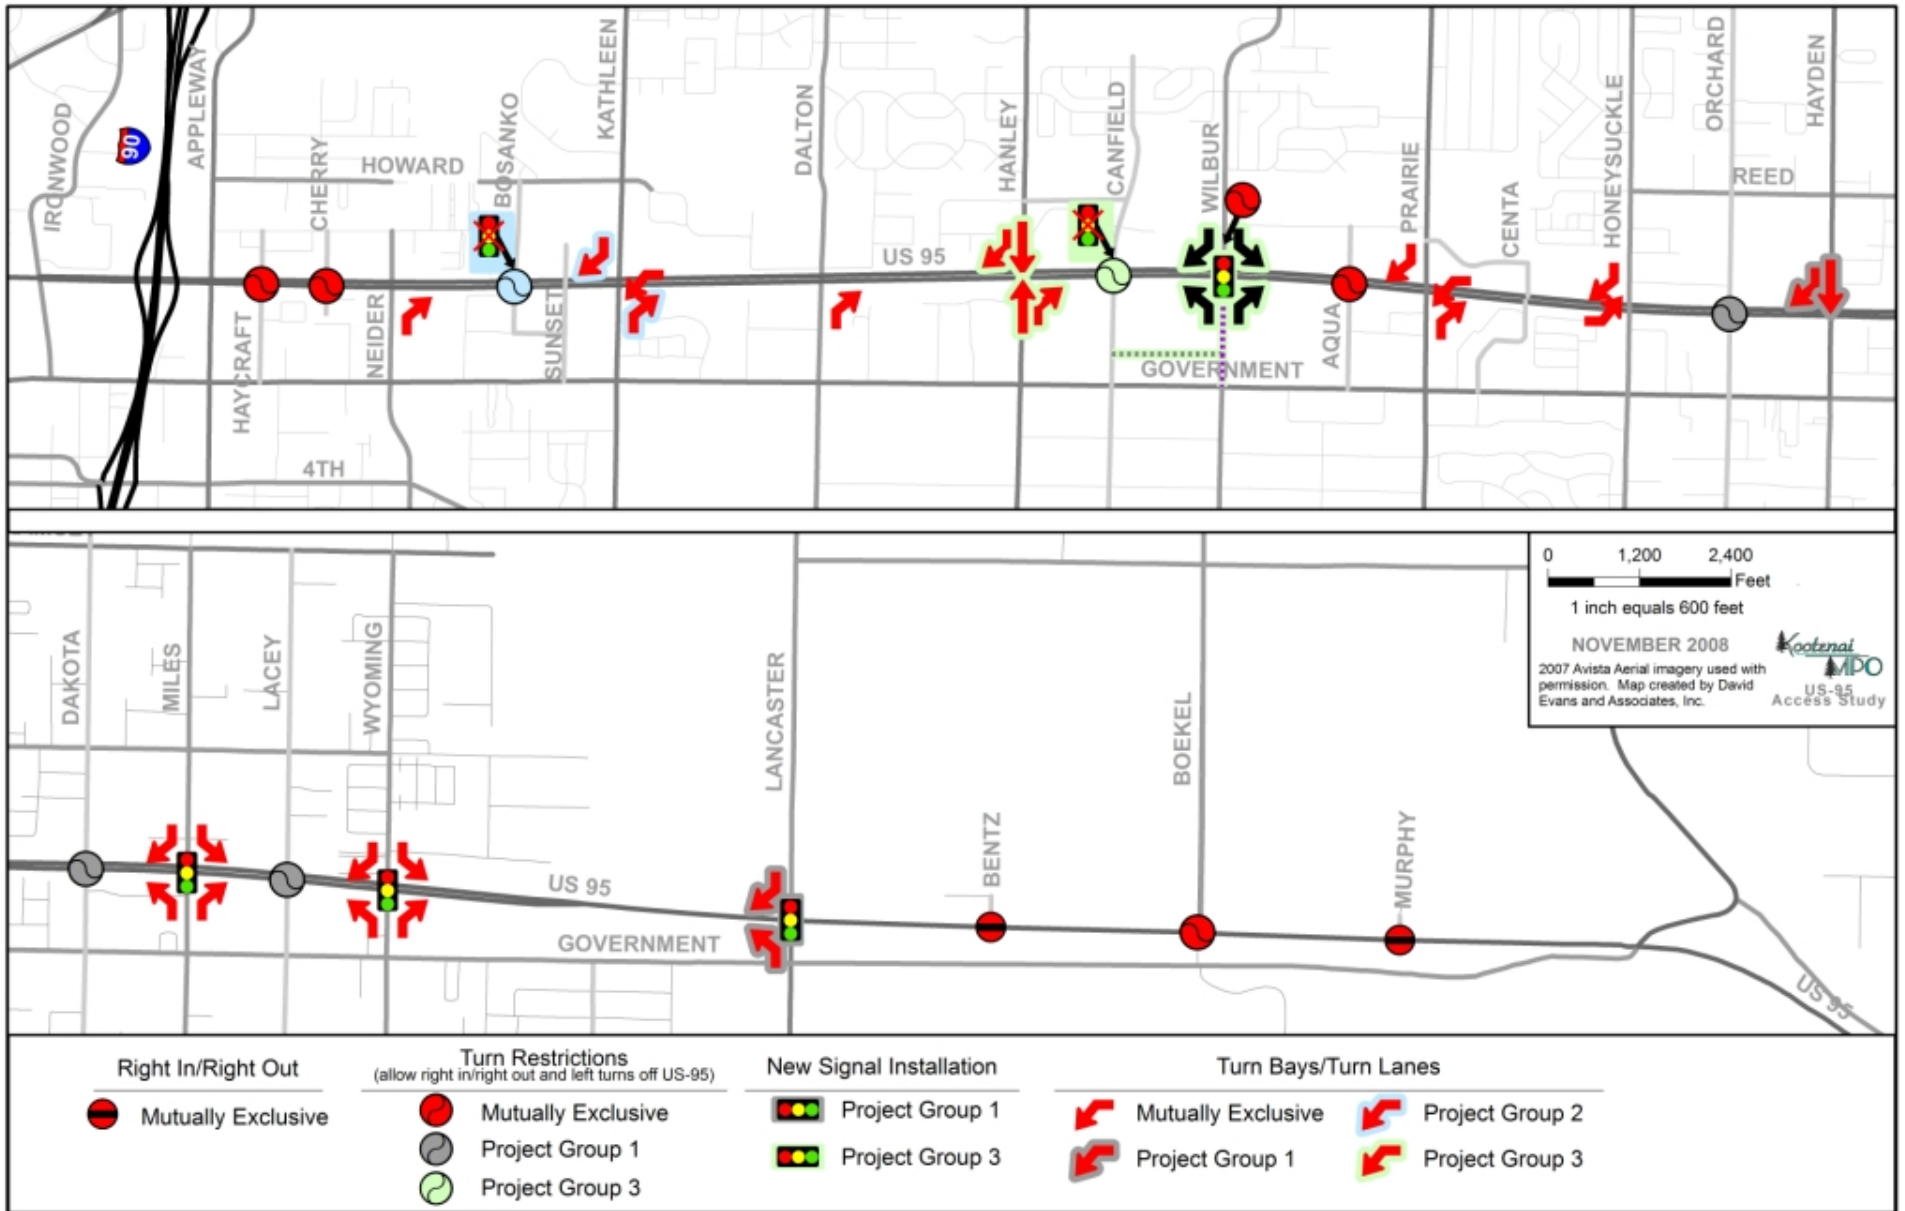 IRONWOOD
90
APPLEWAY
HAYCRAFT
CHERRY
HOWARD
NEIDER
4TH
BOSANKO
SUNSET
KATHLEEN
DALTON
US 95
HANLEY
CANFIELD
WILBUR
GOVERNMENT
AQUA
PRAIRIE
CENTA
HONEYSUCKLE
ORCHARD
REED
HAYDEN
DAKOTA
MILES
LACEY
WYOMING
US 95
GOVERNMENT
LANCASTER
BENTZ
BOEKEL
MURPHY
US 95
0 1,200 2,400
Feet
1 inch equals 600 feet
NOVEMBER 2008
2007 Avista Aerial imagery used with
permission. Map created by David
Evans and Associates, Inc.
Kootenai
MPO
US-95
Access Study
Right In/Right Out
Mutually Exclusive
Turn Restrictions
(allow right in/right out and left turns off US-95)
Mutually Exclusive
Project Group 1
Project Group 3
New Signal Installation
Project Group 1
Project Group 3
Turn Bays/Turn Lanes
Mutually Exclusive
Project Group 2
Project Group 1
Project Group 3